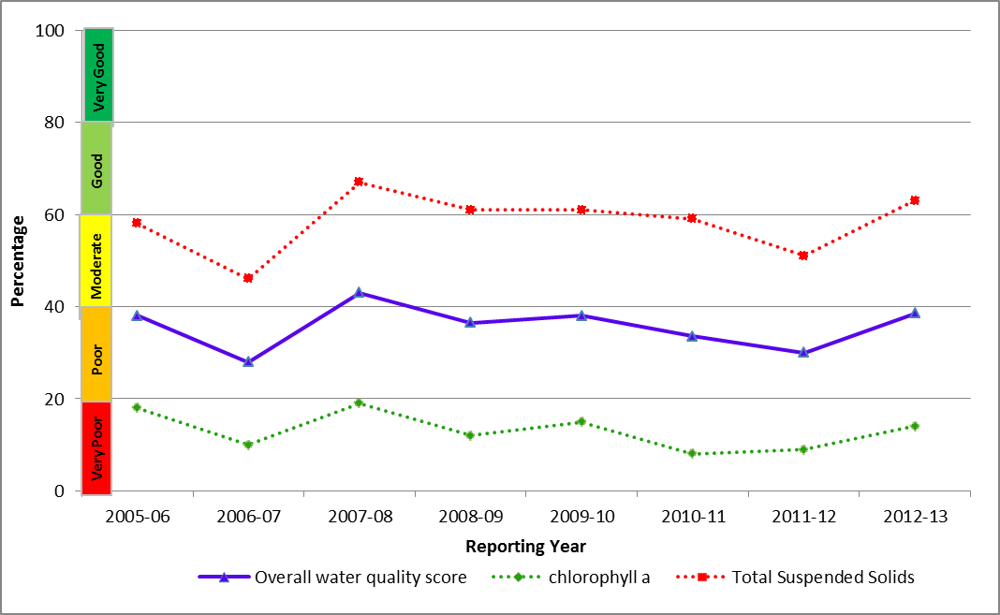 Percentage
100
80
60
40
20
0
Very Good
Good
Moderate
Poor
Very Poor
2005-06 2006-07 2007-08 2008-09 2009-10 2010-11 2011-12 2012-13
Reporting Year
Overall water quality score chlorophyll a Total Suspended Solids